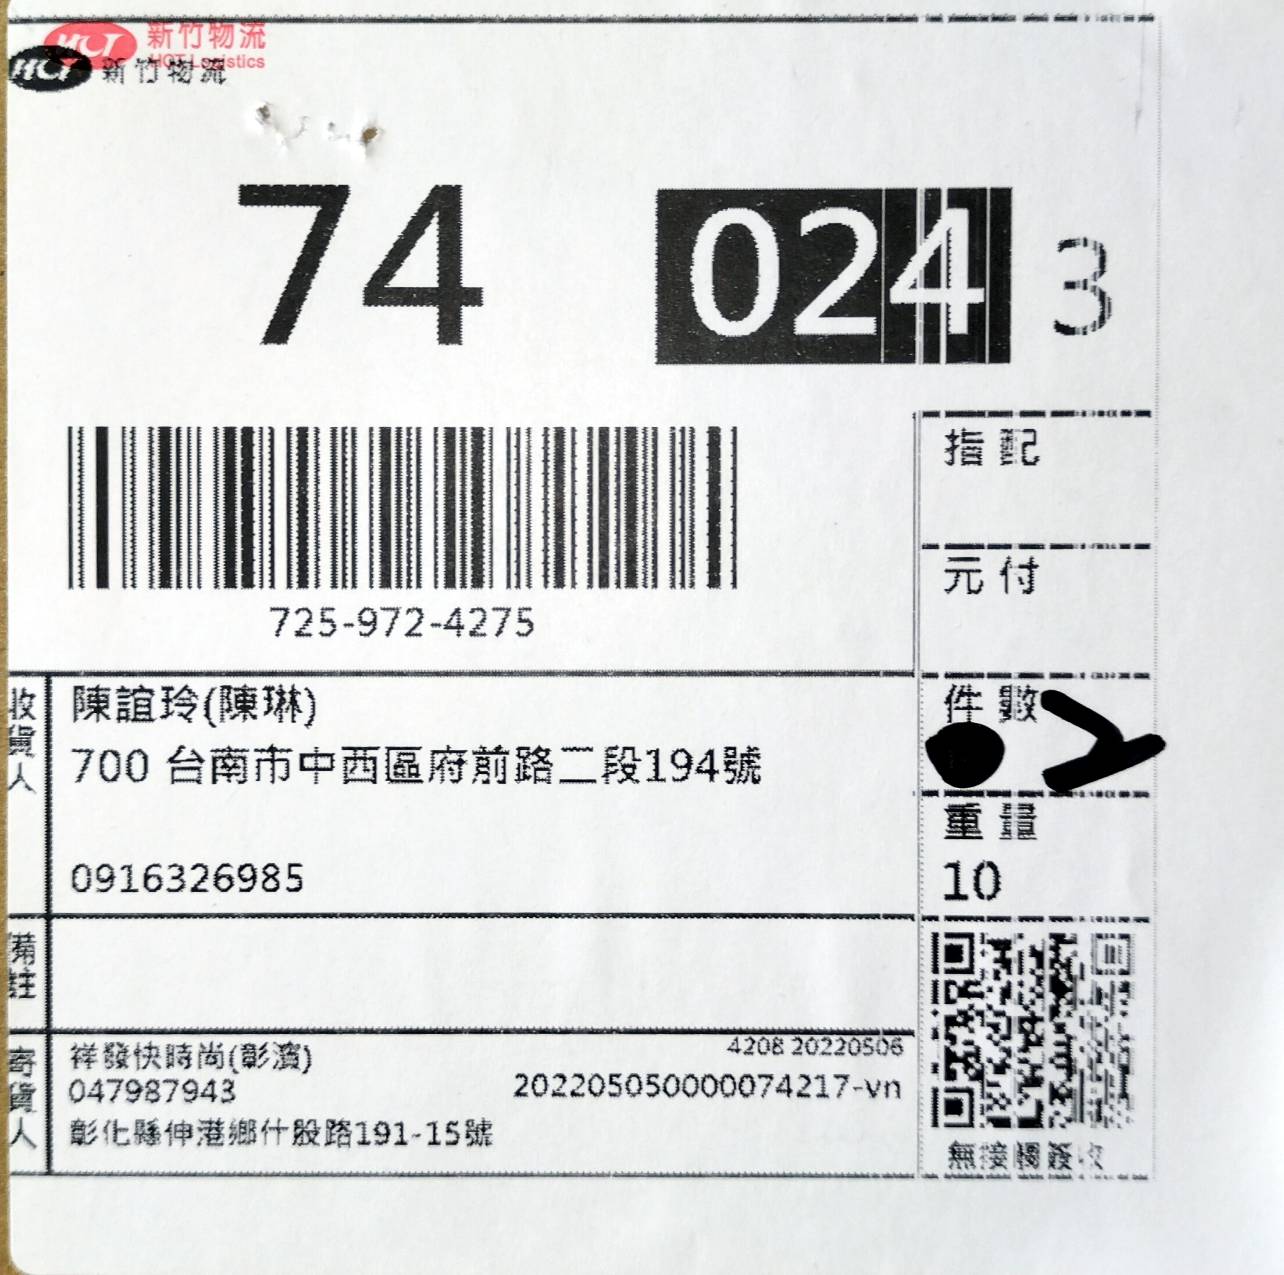 HCT 新竹物流
HCT Logistics
HCT 新竹物流
74 024 3
725-972-4275
指配
元付
件數
重量
10
收貨人
陳誼玲(陳琳)
700 台南市中西區府前路二段194號
0916326985
備註
寄貨人
祥發快時尚(彰濱)
4208 20220506
047987943
202205050000074217-vn
彰化縣伸港鄉什股路191-15號
無接觸簽收